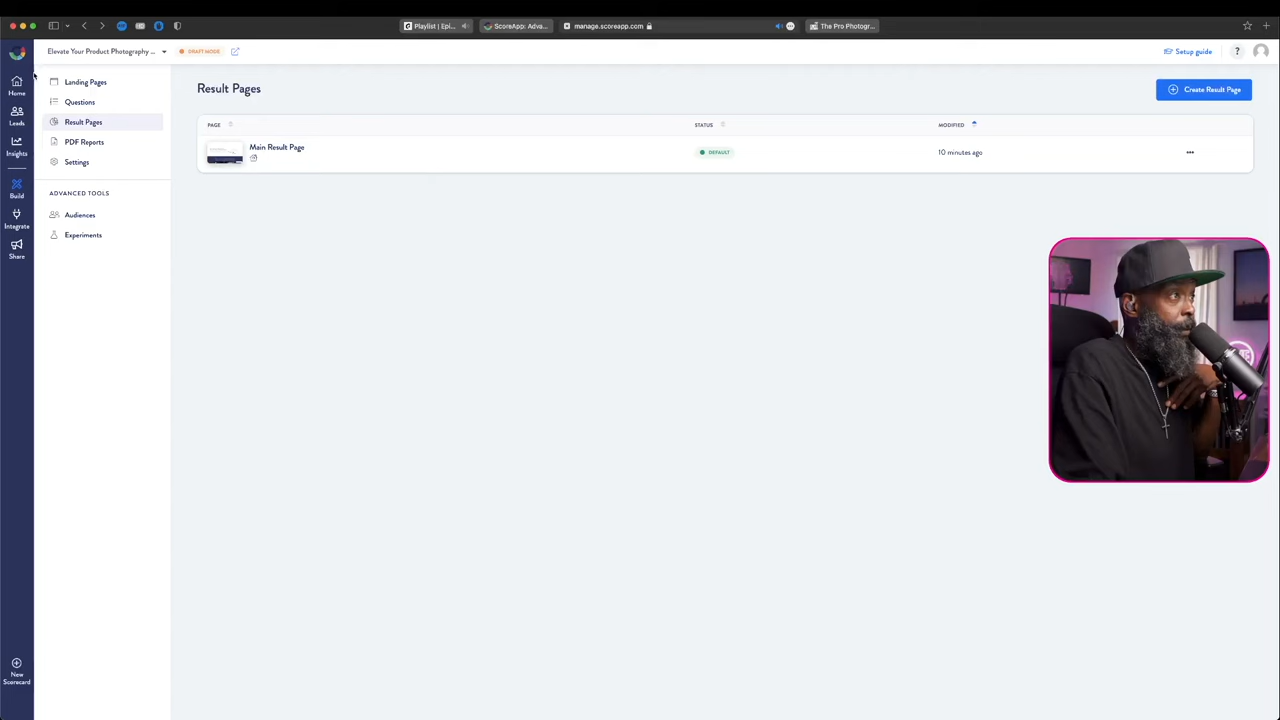 Playlist | Epi...
ScoreApp: Adva...
manage.scoreapp.com
The Pro Photogr...
Elevate Your Product Photography ...
DRAFT MODE
Setup guide
?
Home
Leads
Insights
Build
Integrate
Share
New Scorecard
Landing Pages
Questions
Result Pages
PDF Reports
Settings
ADVANCED TOOLS
Audiences
Experiments
Result Pages
Create Result Page
PAGE
STATUS
MODIFIED
Main Result Page
DEFAULT
10 minutes ago